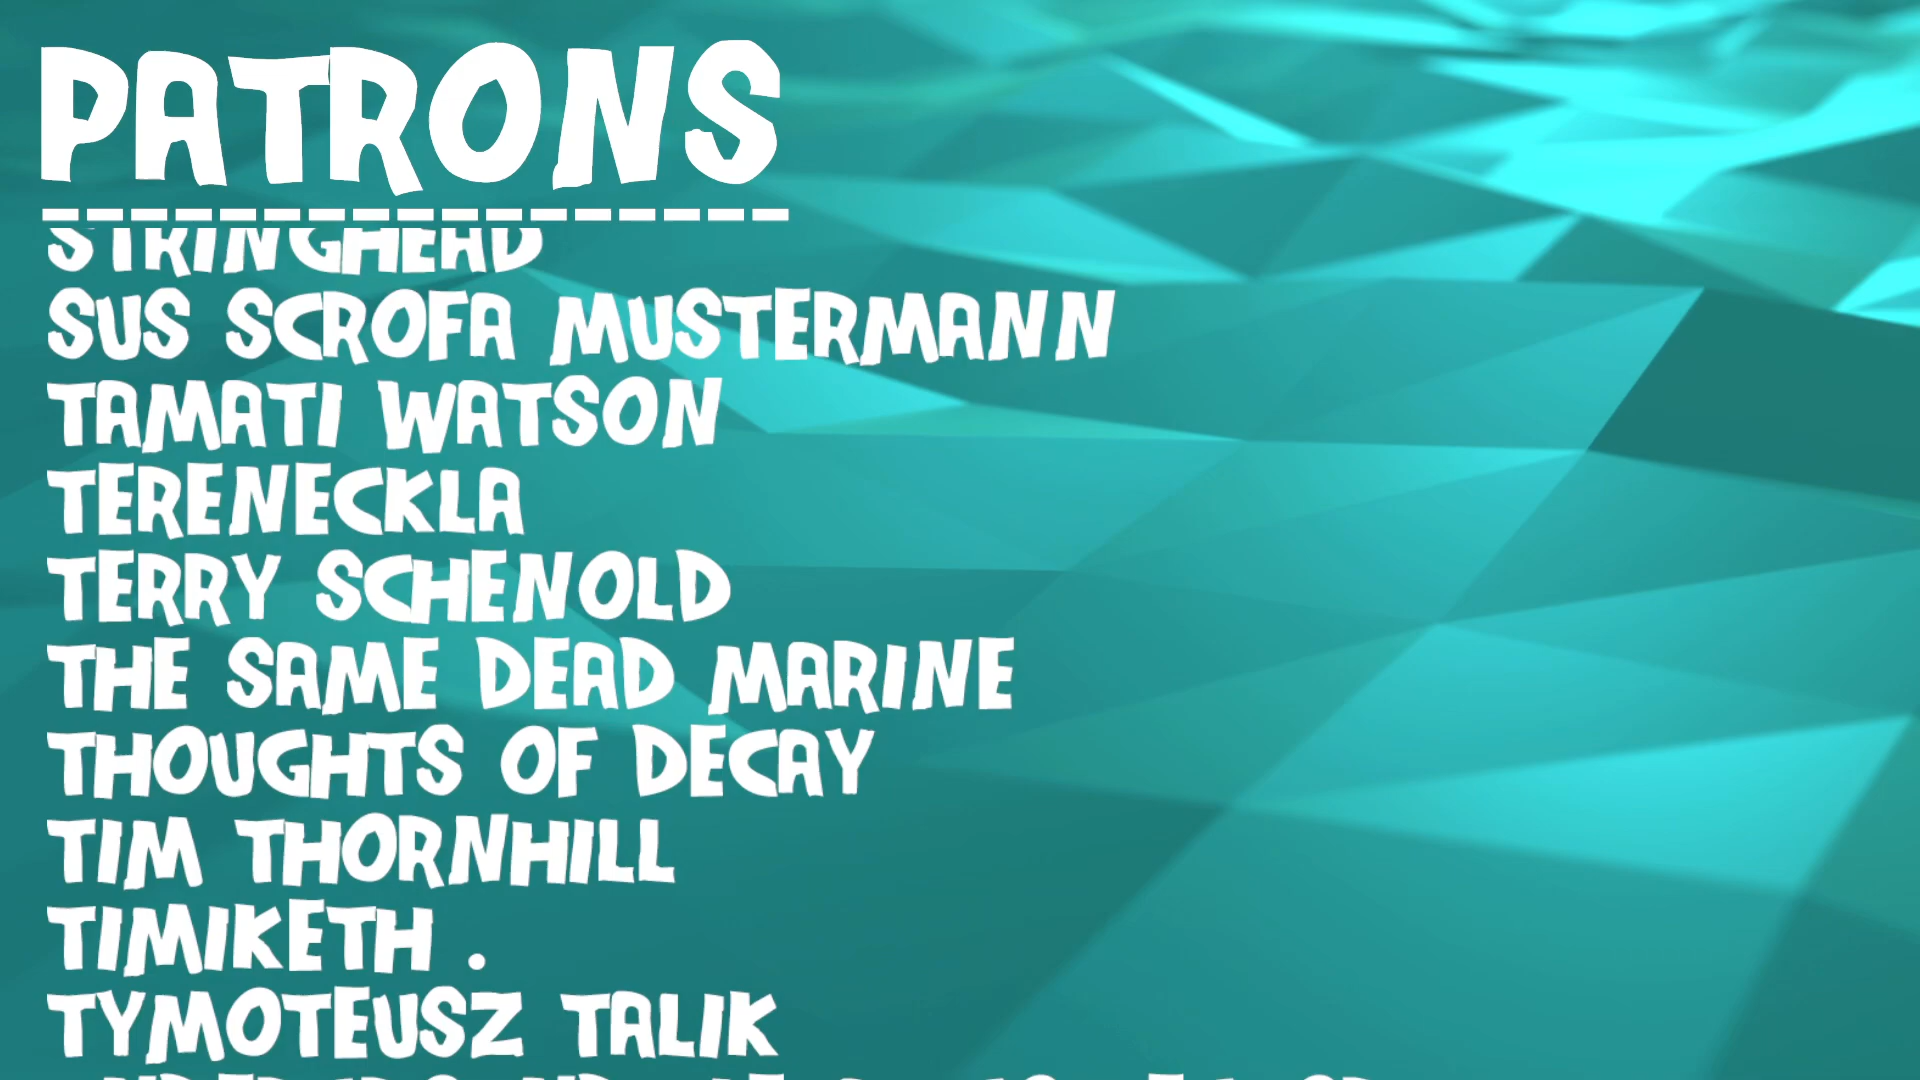 PATRONS
STRINGHEAD
SUS SCROFA MUSTERMANN
TAMATI WATSON
TERENECKLA
TERRY SCHENOLD
THE SAME DEAD MARINE
THOUGHTS OF DECAY
TIM THORNHILL
TIMIKETH .
TYMOTEUSZ TALIK